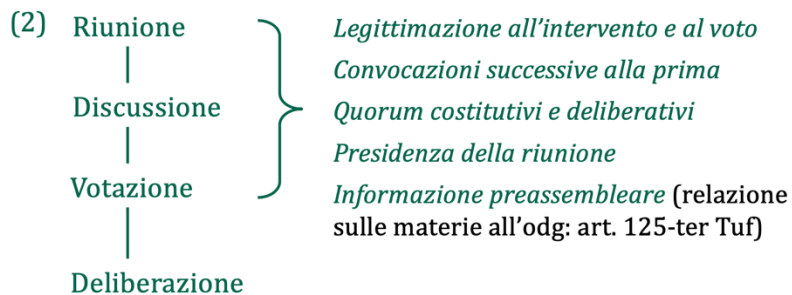 (2) Riunione
Discussione
Votazione
Deliberazione
Legittimazione all'intervento e al voto
Convocazioni successive alla prima
Quorum costitutivi e deliberativi
Presidenza della riunione
Informazione preassembleare (relazione
sulle materie all'odg: art. 125-ter Tuf)